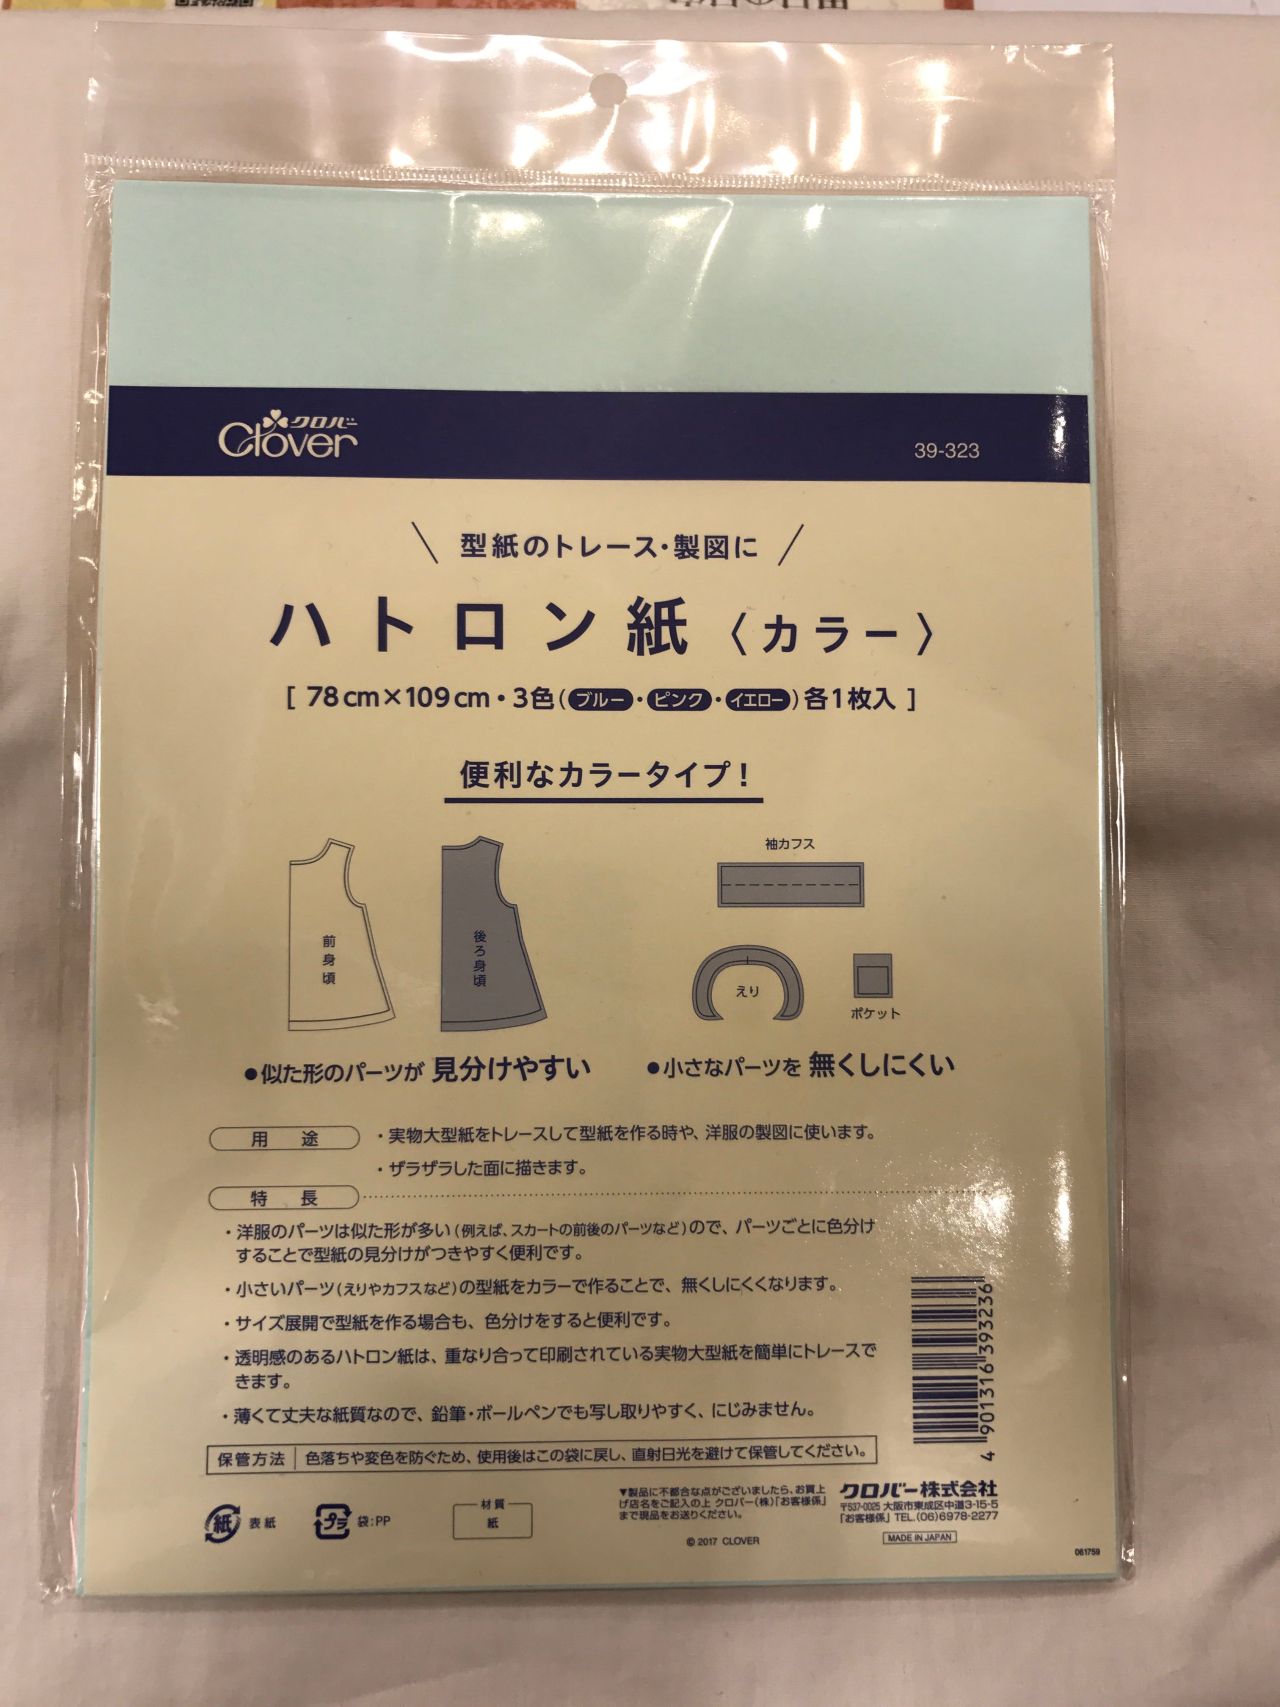 クロバー
Clover
39-323
型紙のトレース・製図に
ハトロン紙〈カラー〉
[ 78cm×109cm・3色(ブルー・ピンク・イエロー)各1枚入 ]
便利なカラータイプ!
前身頃
後ろ身頃
袖カフス
えり
ポケット
●似た形のパーツが 見分けやすい
●小さなパーツを 無くしにくい
用途
・実物大型紙をトレースして型紙を作る時や、洋服の製図に使います。
・ザラザラした面に描きます。
特長
・洋服のパーツは似た形が多い(例えば、スカートの前後のパーツなど)ので、パーツごとに色分け
することで型紙の見分けがつきやすく便利です。
・小さいパーツ(えりやカフスなど)の型紙をカラーで作ることで、無くしにくくなります。
・サイズ展開で型紙を作る場合も、色分けをすると便利です。
・透明感のあるハトロン紙は、重なり合って印刷されている実物大型紙を簡単にトレースで
きます。
・薄くて丈夫な紙質なので、鉛筆・ボールペンでも写し取りやすく、にじみません。
4 901316 393236
保管方法 色落ちや変色を防ぐため、使用後はこの袋に戻し、直射日光を避けて保管してください。
紙 表紙
プラ 袋:PP
材質
紙
▼製品に不都合な点がございましたら、お買上
げ店名をご記入の上 クロバー(株)「お客様係」
まで現品をお送りください。
© 2017 CLOVER
クロバー株式会社
〒537-0025 大阪市東成区中道3-15-5
「お客様係」TEL.(06)6978-2277
MADE IN JAPAN
061759